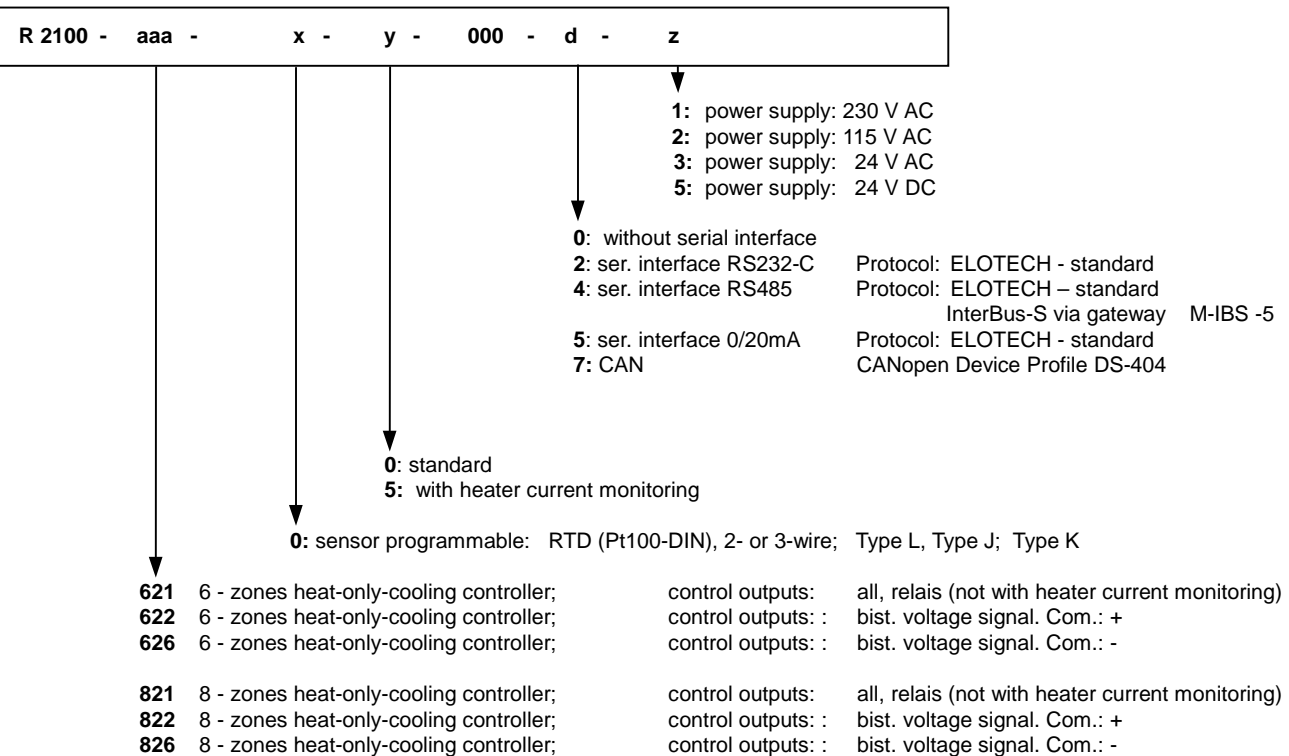 R 2100 - aaa - x - y - 000 - d - z
1: power supply: 230 V AC
2: power supply: 115 V AC
3: power supply: 24 V AC
5: power supply: 24 V DC
0: without serial interface
2: ser. interface RS232-C Protocol: ELOTECH - standard
4: ser. interface RS485 Protocol: ELOTECH – standard
InterBus-S via gateway M-IBS -5
5: ser. interface 0/20mA Protocol: ELOTECH - standard
7: CAN CANopen Device Profile DS-404
0: standard
5: with heater current monitoring
0: sensor programmable: RTD (Pt100-DIN), 2- or 3-wire; Type L, Type J; Type K
621 6 - zones heat-only-cooling controller; control outputs: all, relais (not with heater current monitoring)
622 6 - zones heat-only-cooling controller; control outputs: : bist. voltage signal. Com.: +
626 6 - zones heat-only-cooling controller; control outputs: : bist. voltage signal. Com.: -
821 8 - zones heat-only-cooling controller; control outputs: all, relais (not with heater current monitoring)
822 8 - zones heat-only-cooling controller; control outputs: : bist. voltage signal. Com.: +
826 8 - zones heat-only-cooling controller; control outputs: : bist. voltage signal. Com.: -